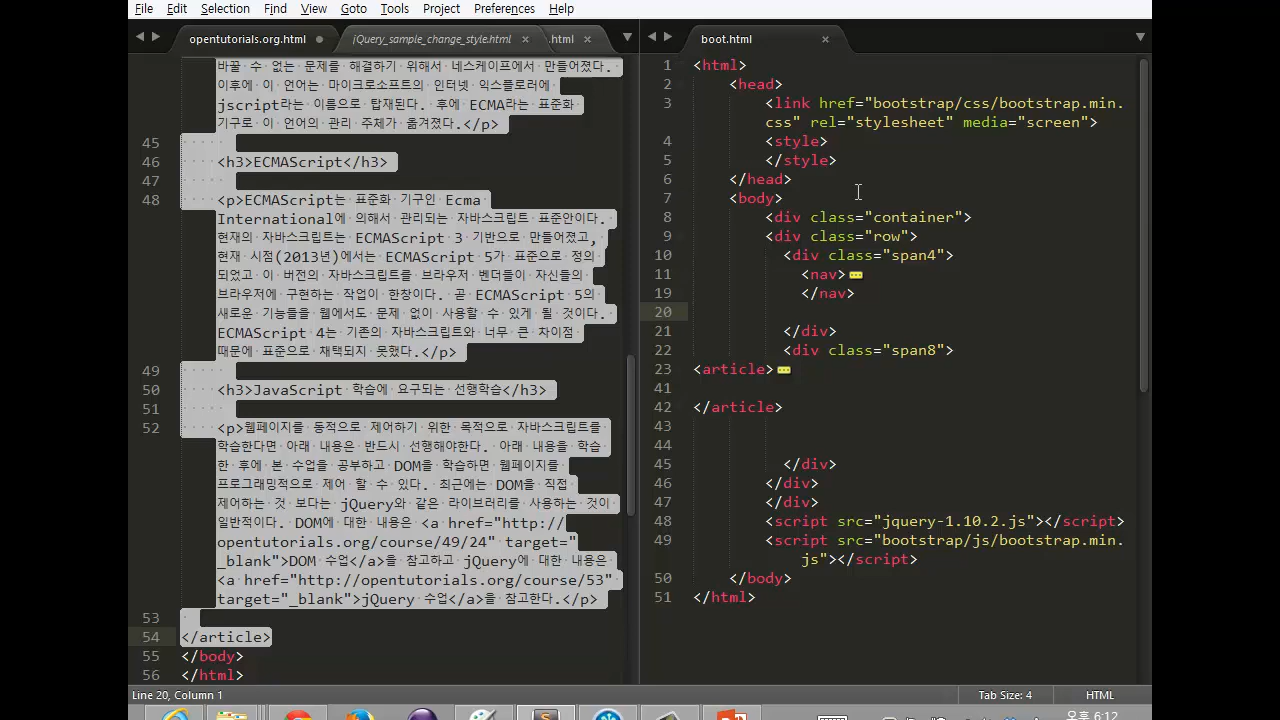 File Edit Selection Find View Goto Tools Project Preferences Help
opentutorials.org.html jQuery_sample_change_style.html .html
boot.html
바꿀 수 없는 문제를 해결하기 위해서 네스케이프에서 만들어졌다.
이후에 이 언어는 마이크로소프트의 인터넷 익스플로러에
jscript라는 이름으로 탑재된다. 후에 ECMA라는 표준화
기구로 이 언어의 관리 주체가 옮겨졌다.</p>
45
46 <h3>ECMAScript</h3>
47
48 <p>ECMAScript는 표준화 기구인 Ecma
International에 의해서 관리되는 자바스크립트 표준안이다.
현재의 자바스크립트는 ECMAScript 3 기반으로 만들어졌고,
현재 시점(2013년)에서는 ECMAScript 5가 표준으로 정의
되었고 이 버전의 자바스크립트를 브라우저 벤더들이 자신들의
브라우저에 구현하는 작업이 한창이다. 곧 ECMAScript 5의
새로운 기능들을 웹에서도 문제 없이 사용할 수 있게 될 것이다.
ECMAScript 4는 기존의 자바스크립트와 너무 큰 차이점
때문에 표준으로 채택되지 못했다.</p>
49
50 <h3>JavaScript 학습에 요구되는 선행학습</h3>
51
52 <p>웹페이지를 동적으로 제어하기 위한 목적으로 자바스크립트를
학습한다면 아래 내용은 반드시 선행해야한다. 아래 내용을 학습
한 후에 본 수업을 공부하고 DOM을 학습하면 웹페이지를
프로그래밍적으로 제어 할 수 있다. 최근에는 DOM을 직접
제어하는 것 보다는 jQuery와 같은 라이브러리를 사용하는 것이
일반적이다. DOM에 대한 내용은 <a href="http://
opentutorials.org/course/49/24" target="
_blank">DOM 수업</a>을 참고하고 jQuery에 대한 내용은
<a href="http://opentutorials.org/course/53"
target="_blank">jQuery 수업</a>을 참고한다.</p>
53
54 </article>
55 </body>
56 </html>
1 <html>
2 <head>
3 <link href="bootstrap/css/bootstrap.min.
css" rel="stylesheet" media="screen">
4 <style>
5 </style>
6 </head>
7 <body>
8 <div class="container">
9 <div class="row">
10 <div class="span4">
11 <nav>
19 </nav>
20
21 </div>
22 <div class="span8">
23 <article>
41
42 </article>
43
44
45 </div>
46 </div>
47 </div>
48 <script src="jquery-1.10.2.js"></script>
49 <script src="bootstrap/js/bootstrap.min.
js"></script>
50 </body>
51 </html>
Line 20, Column 1 Tab Size: 4 HTML
오후 6:12